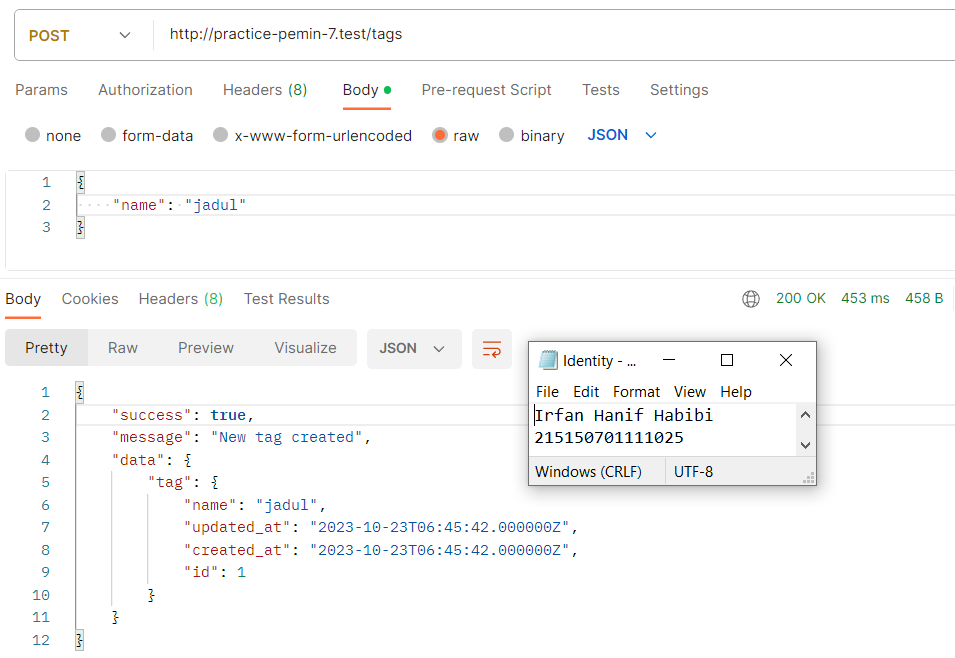 POST http://practice-pemin-7.test/tags
Params Authorization Headers (8) Body Pre-request Script Tests Settings
none form-data x-www-form-urlencoded raw binary JSON
1 {
2 "name": "jadul"
3 }
Body Cookies Headers (8) Test Results 200 OK 453 ms 458 B
Pretty Raw Preview Visualize JSON
1 {
2 "success": true,
3 "message": "New tag created",
4 "data": {
5 "tag": {
6 "name": "jadul",
7 "updated_at": "2023-10-23T06:45:42.000000Z",
8 "created_at": "2023-10-23T06:45:42.000000Z",
9 "id": 1
10 }
11 }
12 }
Identity - ...
File Edit Format View Help
Irfan Hanif Habibi
215150701111025
Windows (CRLF) UTF-8